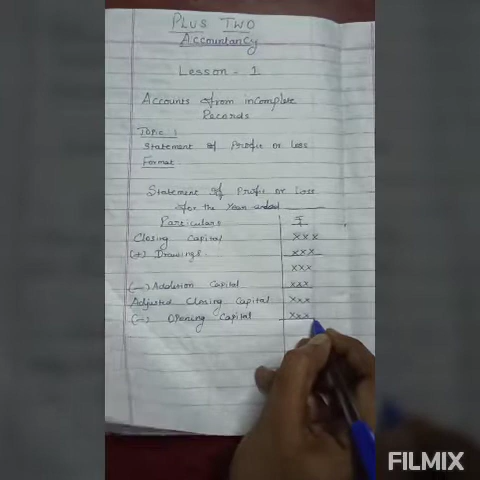 PLUS TWO
Accountancy
Lesson - 1
Accounts from incomplete
Records
Topic 1
Statement of Profit or Loss
Format
Statement of Profit or Loss
for the Year ended
Particulars ₹
Closing Capital xxx
(+) Drawings xxx
xxx
(-) Addition Capital xxx
Adjusted Closing Capital xxx
(-) Opening Capital xxx
FILMIX